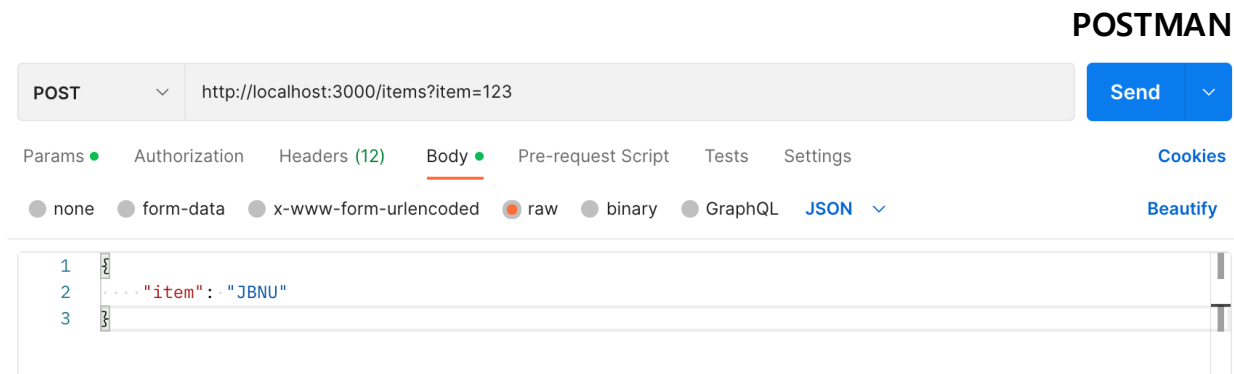 POSTMAN
POST http://localhost:3000/items?item=123 Send
Params Authorization Headers (12) Body Pre-request Script Tests Settings Cookies
none form-data x-www-form-urlencoded raw binary GraphQL JSON Beautify
1 {
2 ····"item":·"JBNU"
3 }